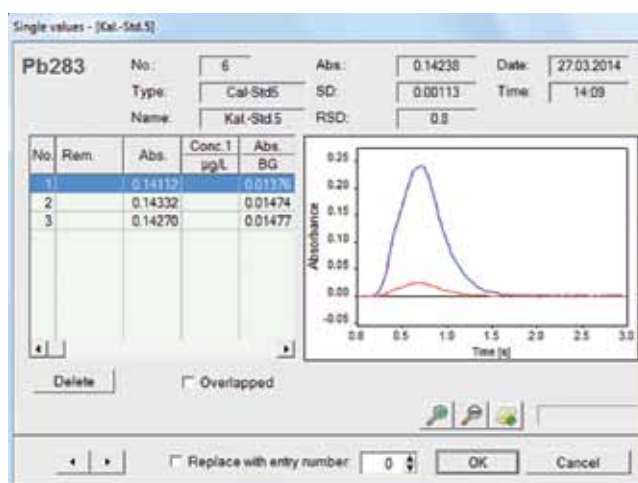 Single values - [Kal.-Std.5]
Pb283 No.: 6 Abs.: 0.14238 Date: 27.03.2014
Type: Cal-Std5 SD: 0.00113 Time: 14:09
Name: Kal.-Std.5 RSD: 0.8
No. Rem. Abs. Conc.1 Abs.
µg/L BG
1 0.14112 0.01376
2 0.14332 0.01474
3 0.14270 0.01477
Absorbance
0.25
0.20
0.15
0.10
0.05
0.00
-0.05
0.0 0.5 1.0 1.5 2.0 2.5 3.0
Time [s]
Delete Overlapped
Replace with entry number: 0 OK Cancel